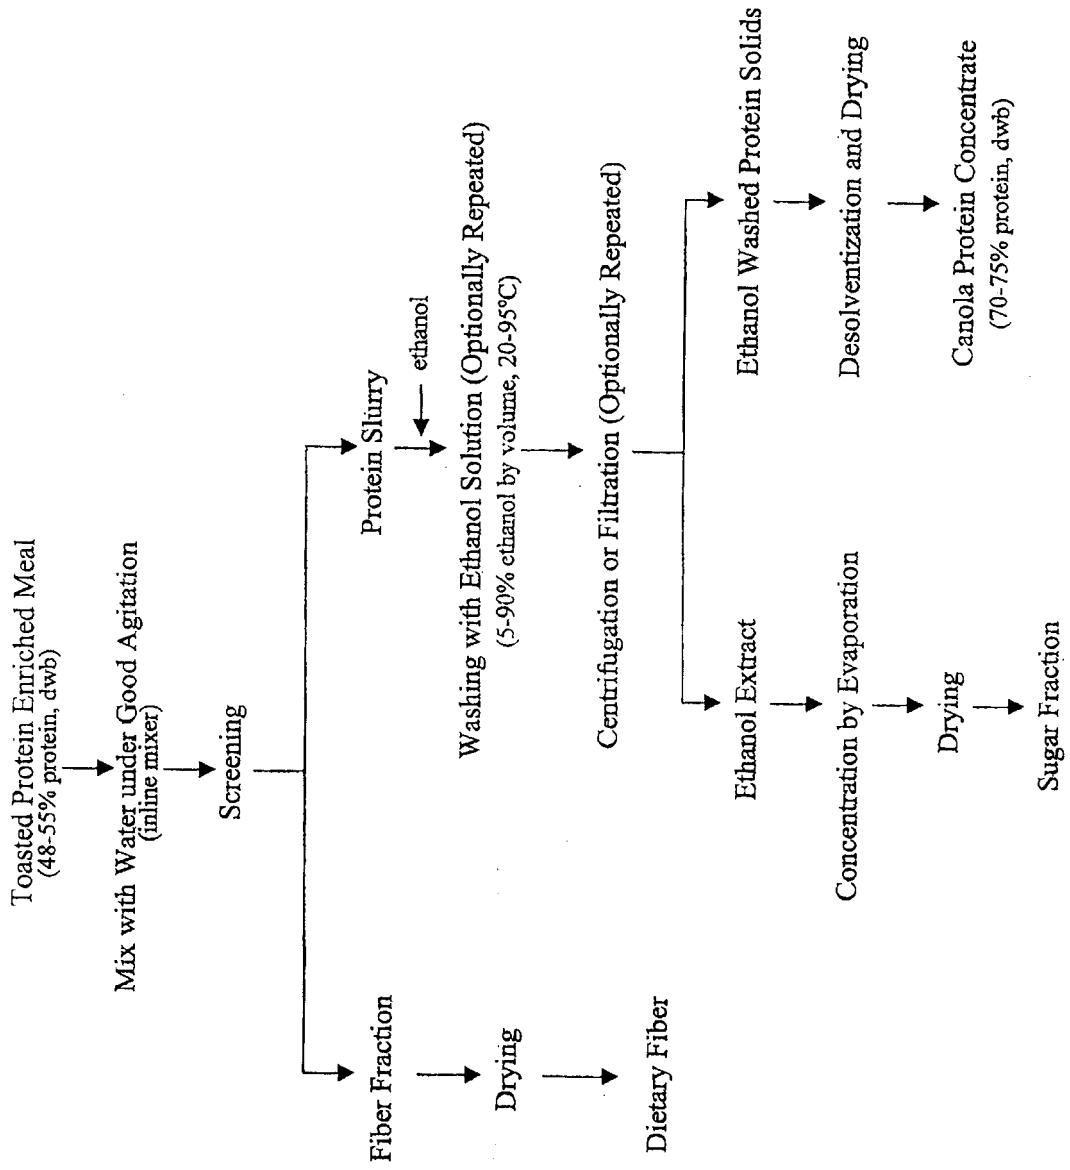 Toasted Protein Enriched Meal
(48-55% protein, dwb)
Mix with Water under Good Agitation
(inline mixer)
Screening
Fiber Fraction
Drying
Dietary Fiber
Protein Slurry
ethanol
Washing with Ethanol Solution (Optionally Repeated)
(5-90% ethanol by volume, 20-95°C)
Centrifugation or Filtration (Optionally Repeated)
Ethanol Extract
Concentration by Evaporation
Drying
Sugar Fraction
Ethanol Washed Protein Solids
Desolventization and Drying
Canola Protein Concentrate
(70-75% protein, dwb)